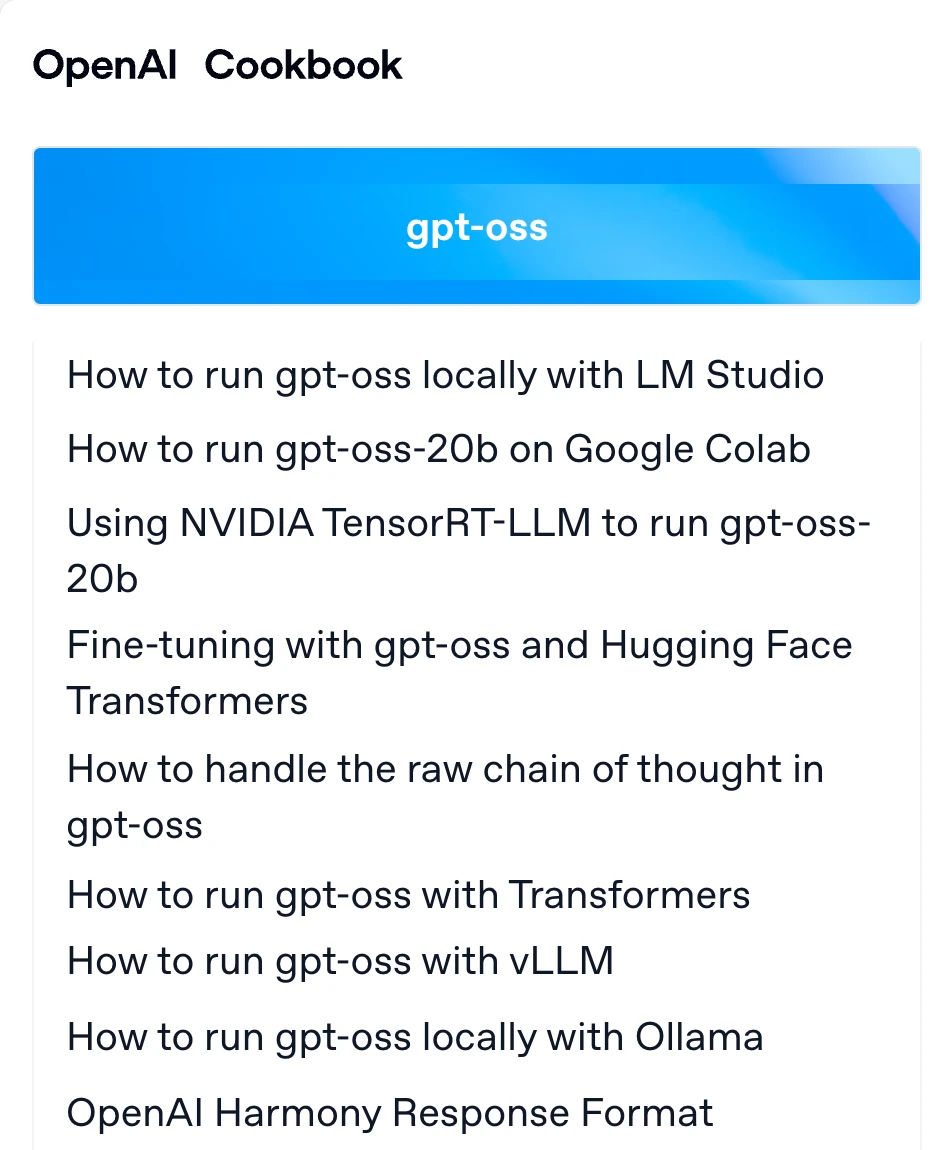 OpenAI Cookbook
gpt-oss
How to run gpt-oss locally with LM Studio
How to run gpt-oss-20b on Google Colab
Using NVIDIA TensorRT-LLM to run gpt-oss-
20b
Fine-tuning with gpt-oss and Hugging Face
Transformers
How to handle the raw chain of thought in
gpt-oss
How to run gpt-oss with Transformers
How to run gpt-oss with vLLM
How to run gpt-oss locally with Ollama
OpenAI Harmony Response Format